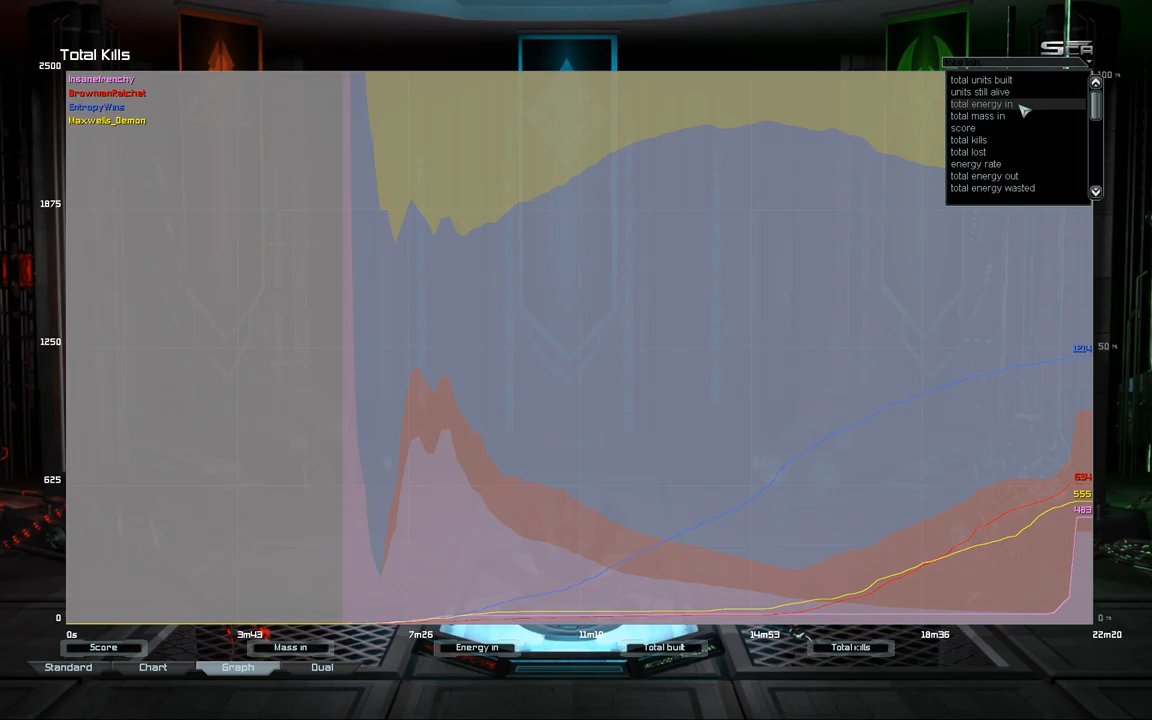 Total Kills
2500
1875
1250
625
0
Insanefrenchy
BrowmanRatchat
EntropyWins
Maxwells_Demon
100 %
50 %
0 %
total units built
units still alive
total energy in
total mass in
score
total kills
total lost
energy rate
total energy out
total energy wasted
634
555
483
0s
3m43
7m26
11m10
14m53
18m36
22m20
Score
Mass in
Energy in
Total built
Total kills
Standard
Chart
Graph
Dual